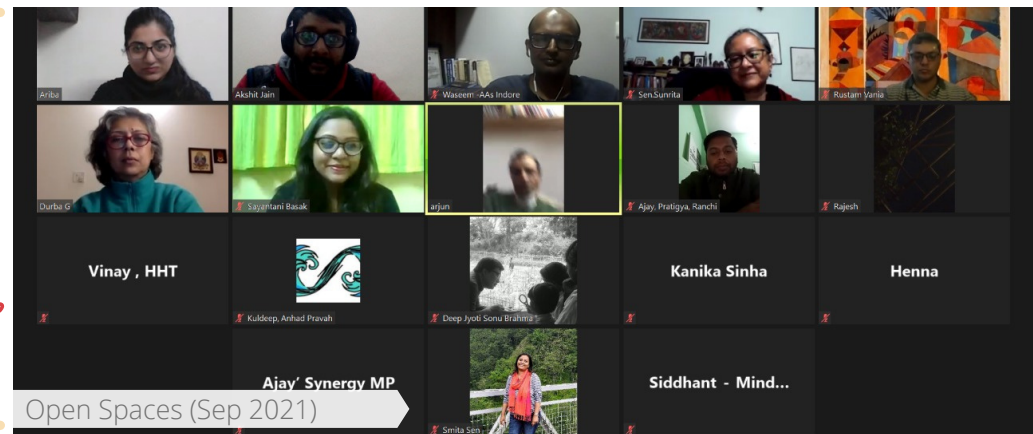 Ariba
Akshit Jain
Waseem -AAs Indore
Sen.Sunrita
Rustam Vania
Durba G
Sayantani Basak
arjun
Ajay, Pratigya, Ranchi
Rajesh
Vinay , HHT
Kuldeep, Anhad Pravah
Deep Jyoti Sonu Brahma
Kanika Sinha
Henna
Ajay' Synergy MP
Smita Sen
Siddhant - Mind...
Open Spaces (Sep 2021)